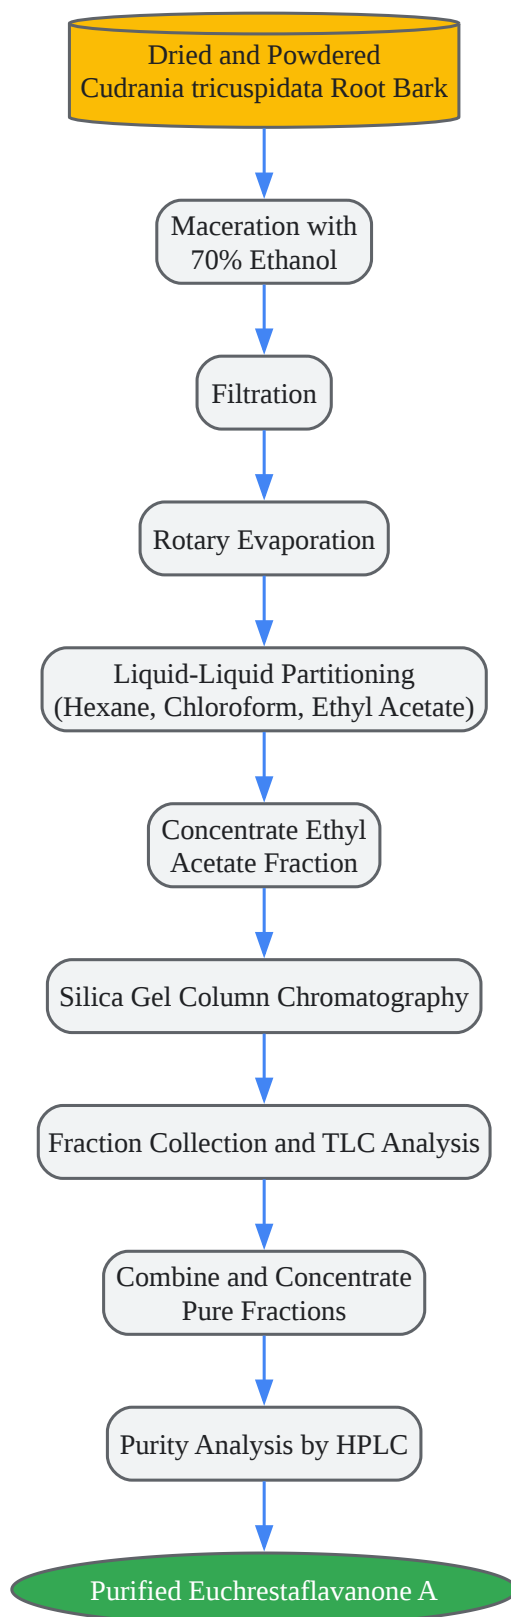 Dried and Powdered
Cudrania tricuspidata Root Bark
Maceration with
70% Ethanol
Filtration
Rotary Evaporation
Liquid-Liquid Partitioning
(Hexane, Chloroform, Ethyl Acetate)
Concentrate Ethyl
Acetate Fraction
Silica Gel Column Chromatography
Fraction Collection and TLC Analysis
Combine and Concentrate
Pure Fractions
Purity Analysis by HPLC
Purified Euchrestaflavanone A